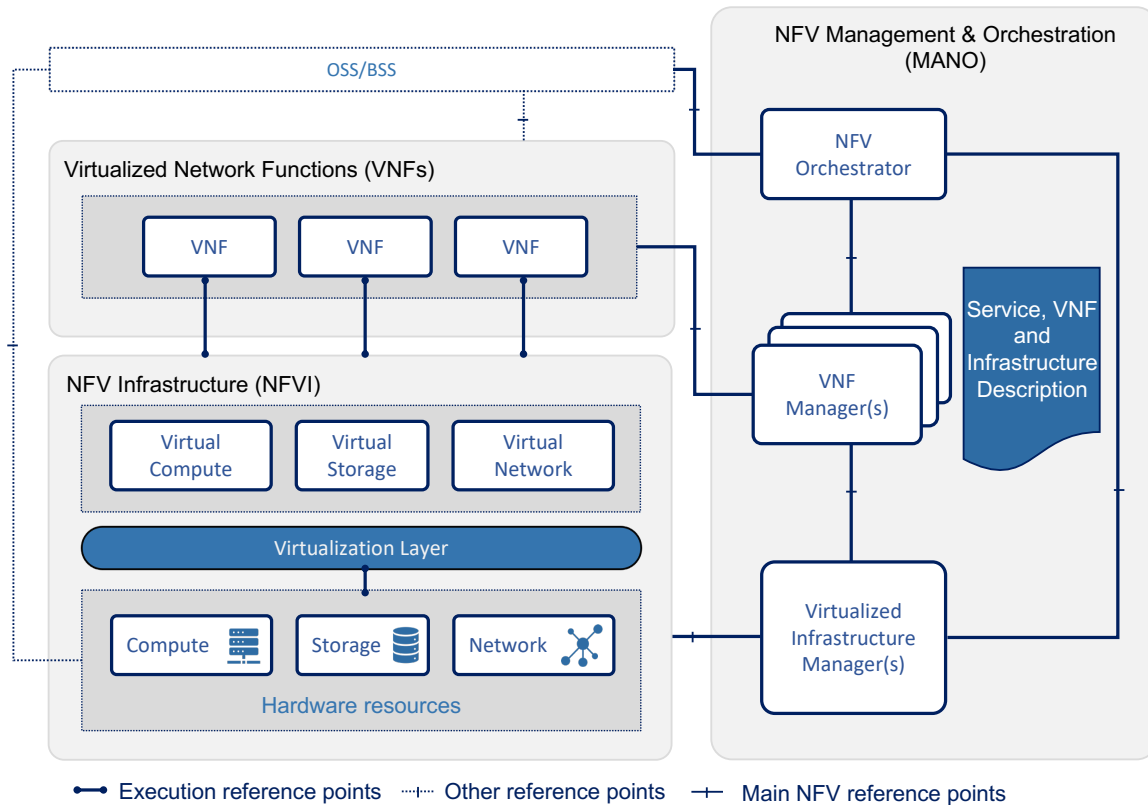 NFV Management & Orchestration
(MANO)
OSS/BSS
NFV
Orchestrator
Virtualized Network Functions (VNFs)
VNF
VNF
VNF
Service, VNF
and
Infrastructure
Description
VNF
Manager(s)
NFV Infrastructure (NFVI)
Virtual
Compute
Virtual
Storage
Virtual
Network
Virtualization Layer
Compute
Storage
Network
Hardware resources
Virtualized
Infrastructure
Manager(s)
Execution reference points
Other reference points
Main NFV reference points